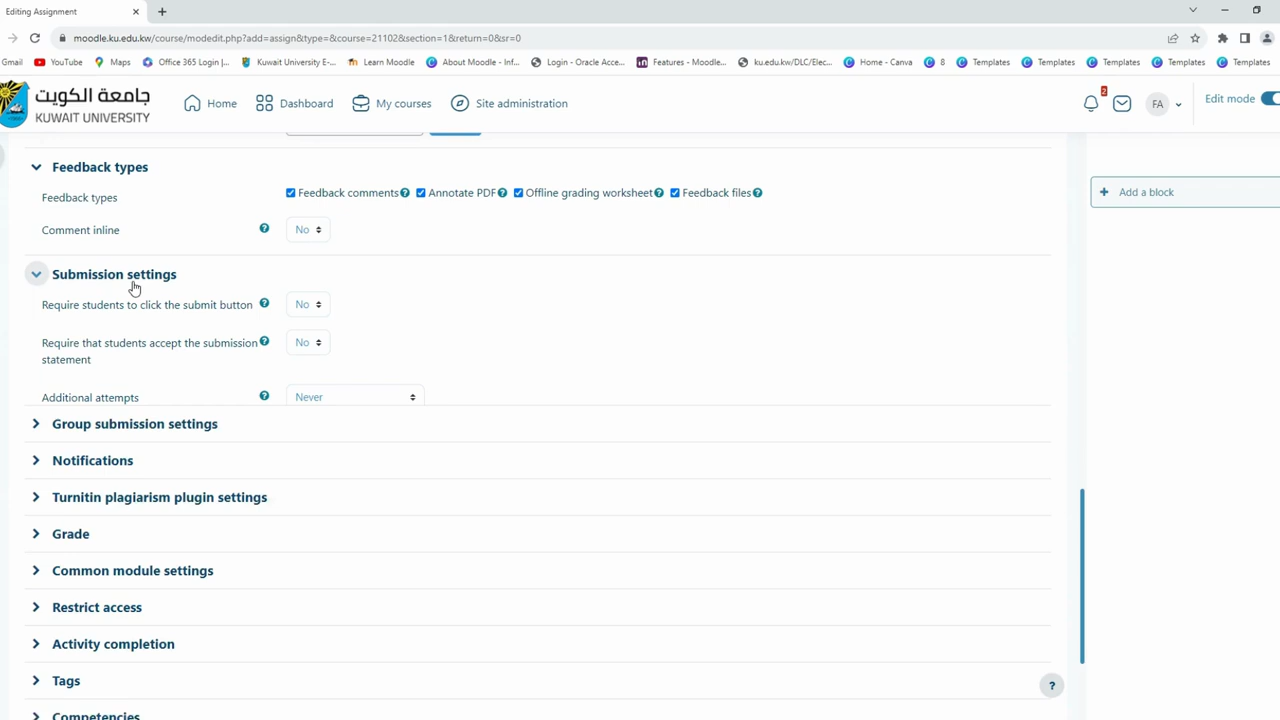 Editing Assignment
moodle.ku.edu.kw/course/modedit.php?add=assign&type=&course=21102&section=1&return=0&sr=0
Gmail YouTube Maps Office 365 Login |... Kuwait University E-... Learn Moodle About Moodle - Inf... Login - Oracle Acce... Features - Moodle... ku.edu.kw/DLC/Elec... Home - Canva 8 Templates Templates Templates Templates Templates
جامعة الكويت
KUWAIT UNIVERSITY
Home Dashboard My courses Site administration 2 FA Edit mode
Feedback types
Feedback types Feedback comments ? Annotate PDF ? Offline grading worksheet ? Feedback files ?
+ Add a block
Comment inline ? No
Submission settings
Require students to click the submit button ? No
Require that students accept the submission ? No
statement
Additional attempts ? Never
Group submission settings
Notifications
Turnitin plagiarism plugin settings
Grade
Common module settings
Restrict access
Activity completion
Tags
?
Competencies